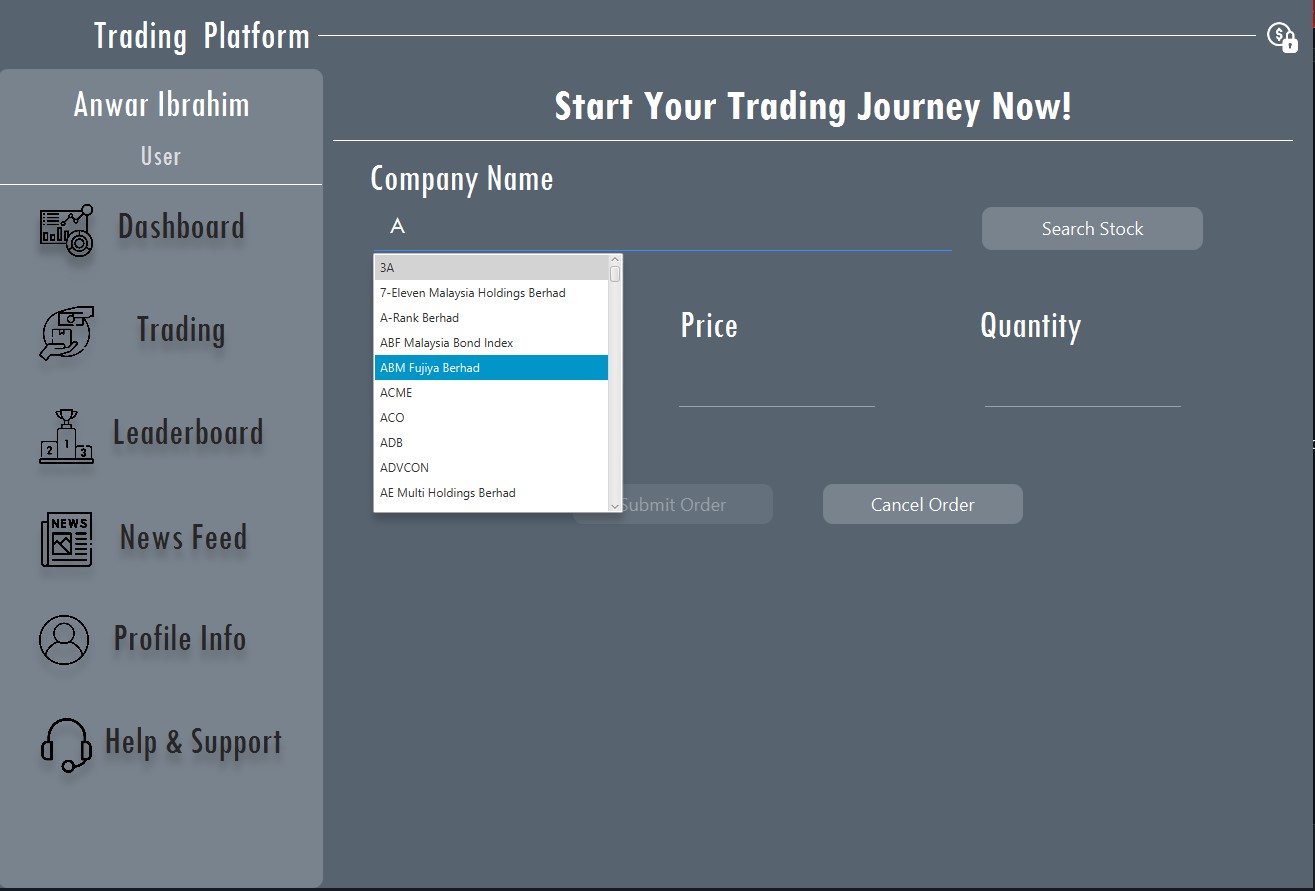 Trading Platform
Anwar Ibrahim
User
Dashboard
Trading
Leaderboard
2 1 3
NEWS
News Feed
Profile Info
Help & Support
Start Your Trading Journey Now!
Company Name
A
Search Stock
3A
7-Eleven Malaysia Holdings Berhad
A-Rank Berhad
ABF Malaysia Bond Index
ABM Fujiya Berhad
ACME
ACO
ADB
ADVCON
AE Multi Holdings Berhad
Price
Quantity
Submit Order
Cancel Order
$